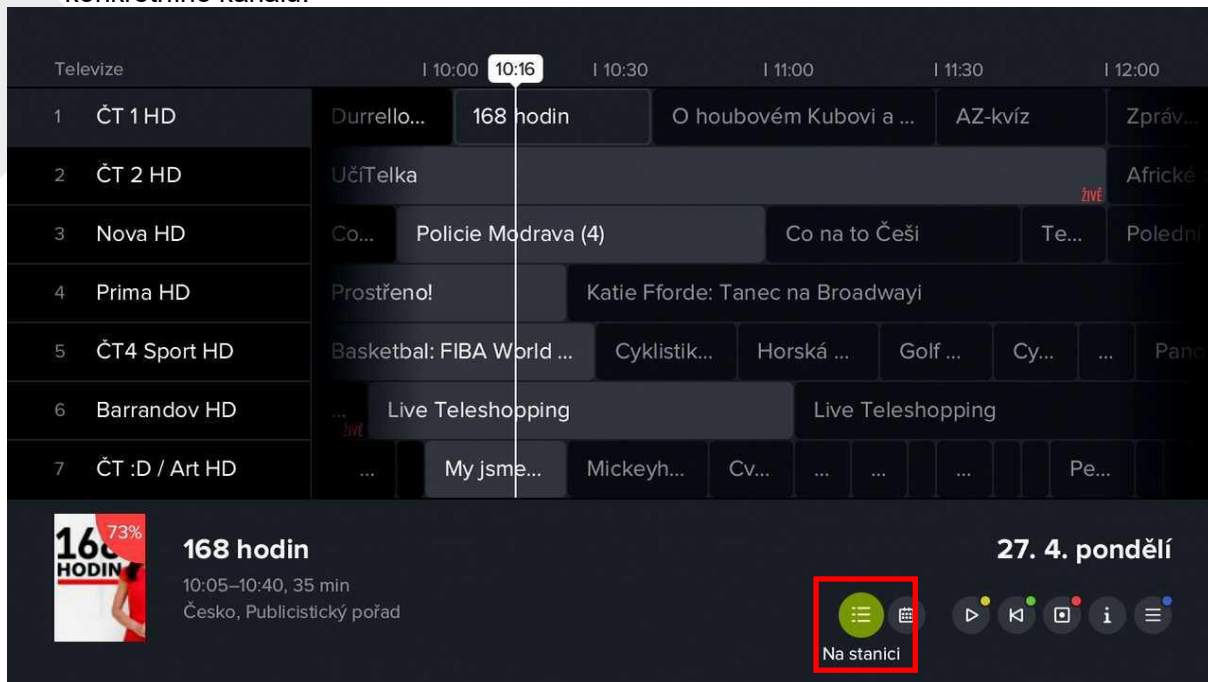 konkrétního kanálu.
Televize 10:00 10:16 10:30 11:00 11:30 12:00
1 ČT 1 HD Durrello... 168 hodin O houbovém Kubovi a ... AZ-kvíz Zpráv...
2 ČT 2 HD UčíTelka ŽIVĚ Africké
3 Nova HD Co... Policie Modrava (4) Co na to Češi Te... Polední
4 Prima HD Prostřeno! Katie Fforde: Tanec na Broadwayi
5 ČT4 Sport HD Basketbal: FIBA World ... Cyklistik... Horská ... Golf ... Cy... ... Pano
6 Barrandov HD ... ŽIVĚ Live Teleshopping Live Teleshopping
7 ČT :D / Art HD ... My jsme... Mickeyh... Cv... ... ... ... Pe...
73%
HODIN
168 hodin
10:05–10:40, 35 min
Česko, Publicistický pořad
27. 4. pondělí
Na stanici